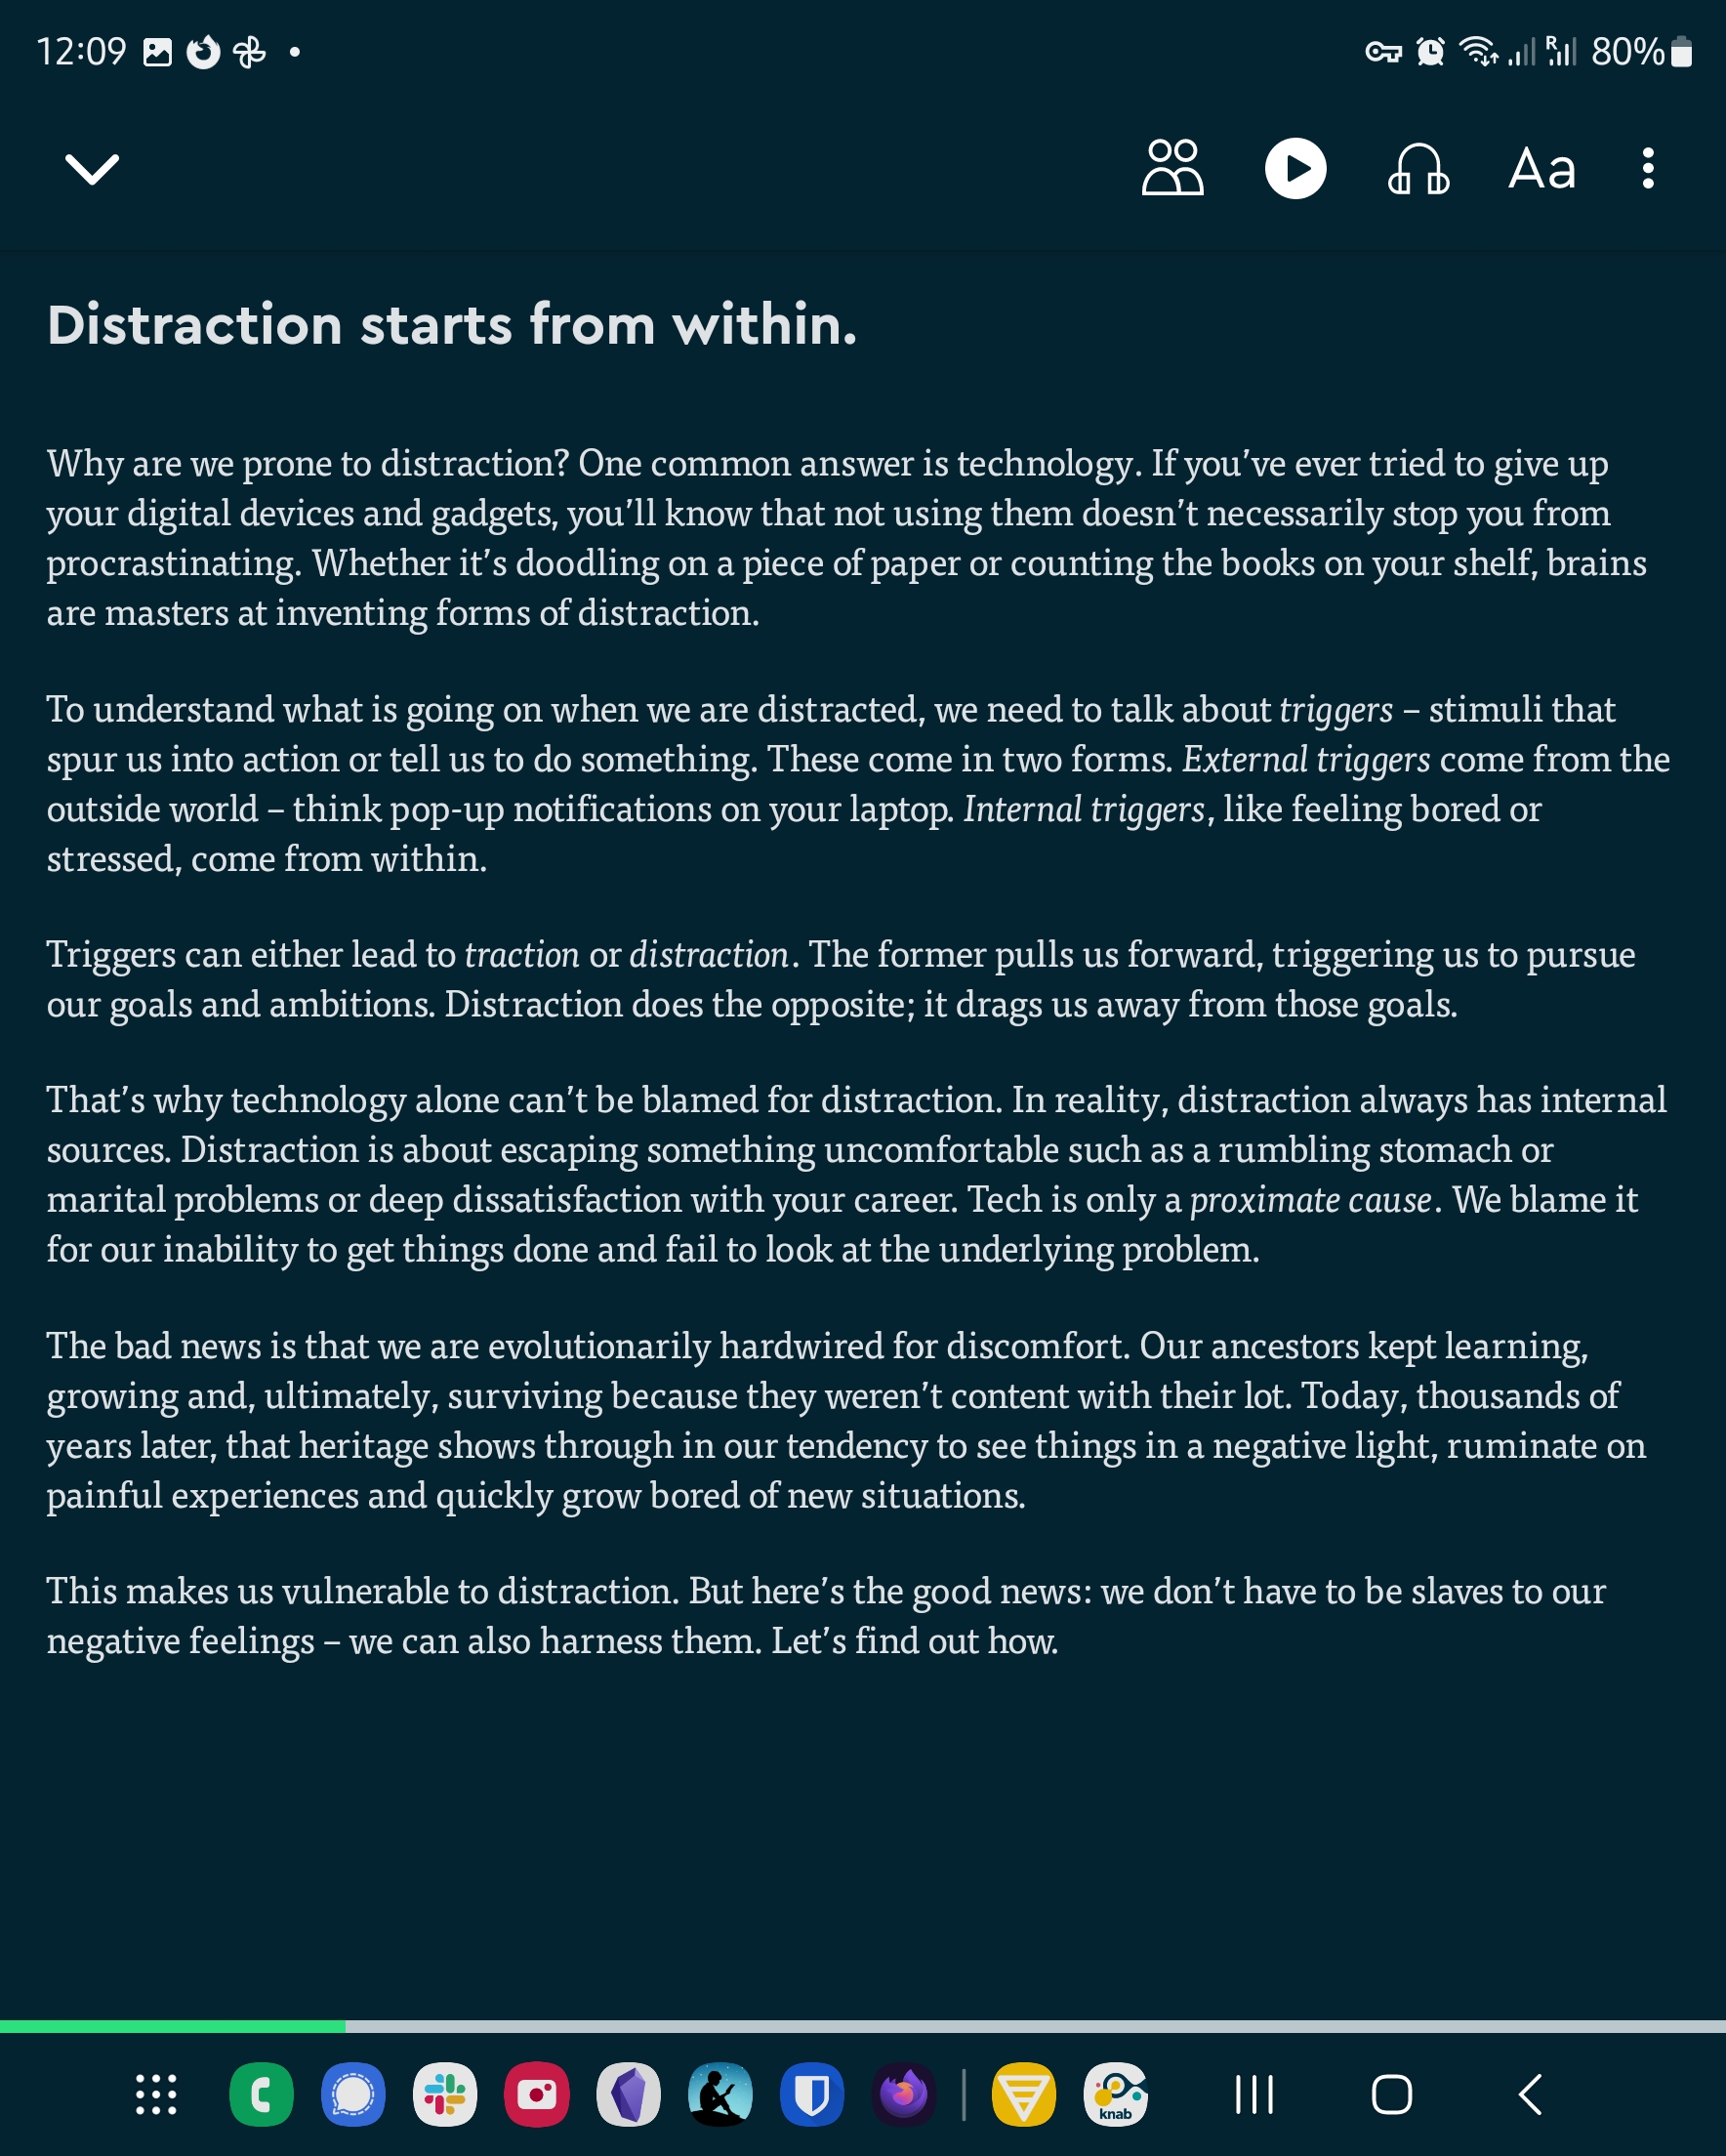 12:09
R
80%
Aa
Distraction starts from within.
Why are we prone to distraction? One common answer is technology. If you’ve ever tried to give up
your digital devices and gadgets, you’ll know that not using them doesn’t necessarily stop you from
procrastinating. Whether it’s doodling on a piece of paper or counting the books on your shelf, brains
are masters at inventing forms of distraction.
To understand what is going on when we are distracted, we need to talk about triggers – stimuli that
spur us into action or tell us to do something. These come in two forms. External triggers come from the
outside world – think pop-up notifications on your laptop. Internal triggers, like feeling bored or
stressed, come from within.
Triggers can either lead to traction or distraction. The former pulls us forward, triggering us to pursue
our goals and ambitions. Distraction does the opposite; it drags us away from those goals.
That’s why technology alone can’t be blamed for distraction. In reality, distraction always has internal
sources. Distraction is about escaping something uncomfortable such as a rumbling stomach or
marital problems or deep dissatisfaction with your career. Tech is only a proximate cause. We blame it
for our inability to get things done and fail to look at the underlying problem.
The bad news is that we are evolutionarily hardwired for discomfort. Our ancestors kept learning,
growing and, ultimately, surviving because they weren’t content with their lot. Today, thousands of
years later, that heritage shows through in our tendency to see things in a negative light, ruminate on
painful experiences and quickly grow bored of new situations.
This makes us vulnerable to distraction. But here’s the good news: we don’t have to be slaves to our
negative feelings – we can also harness them. Let’s find out how.
knab